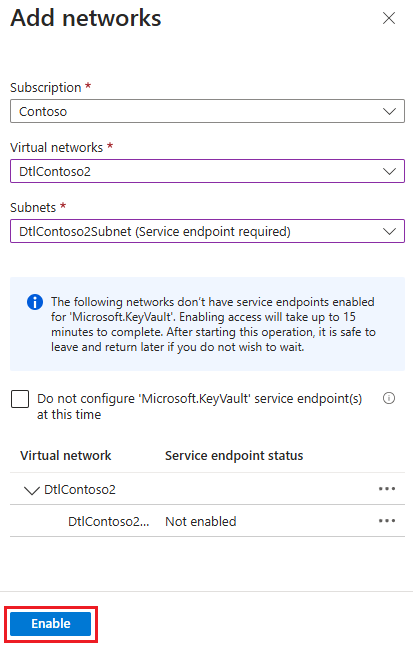 Add networks
Subscription *
Contoso
Virtual networks *
DtlContoso2
Subnets *
DtlContoso2Subnet (Service endpoint required)
The following networks don't have service endpoints enabled
for 'Microsoft.KeyVault'. Enabling access will take up to 15
minutes to complete. After starting this operation, it is safe to
leave and return later if you do not wish to wait.
Do not configure 'Microsoft.KeyVault' service endpoint(s)
at this time
Virtual network Service endpoint status
DtlContoso2
DtlContoso2... Not enabled
Enable